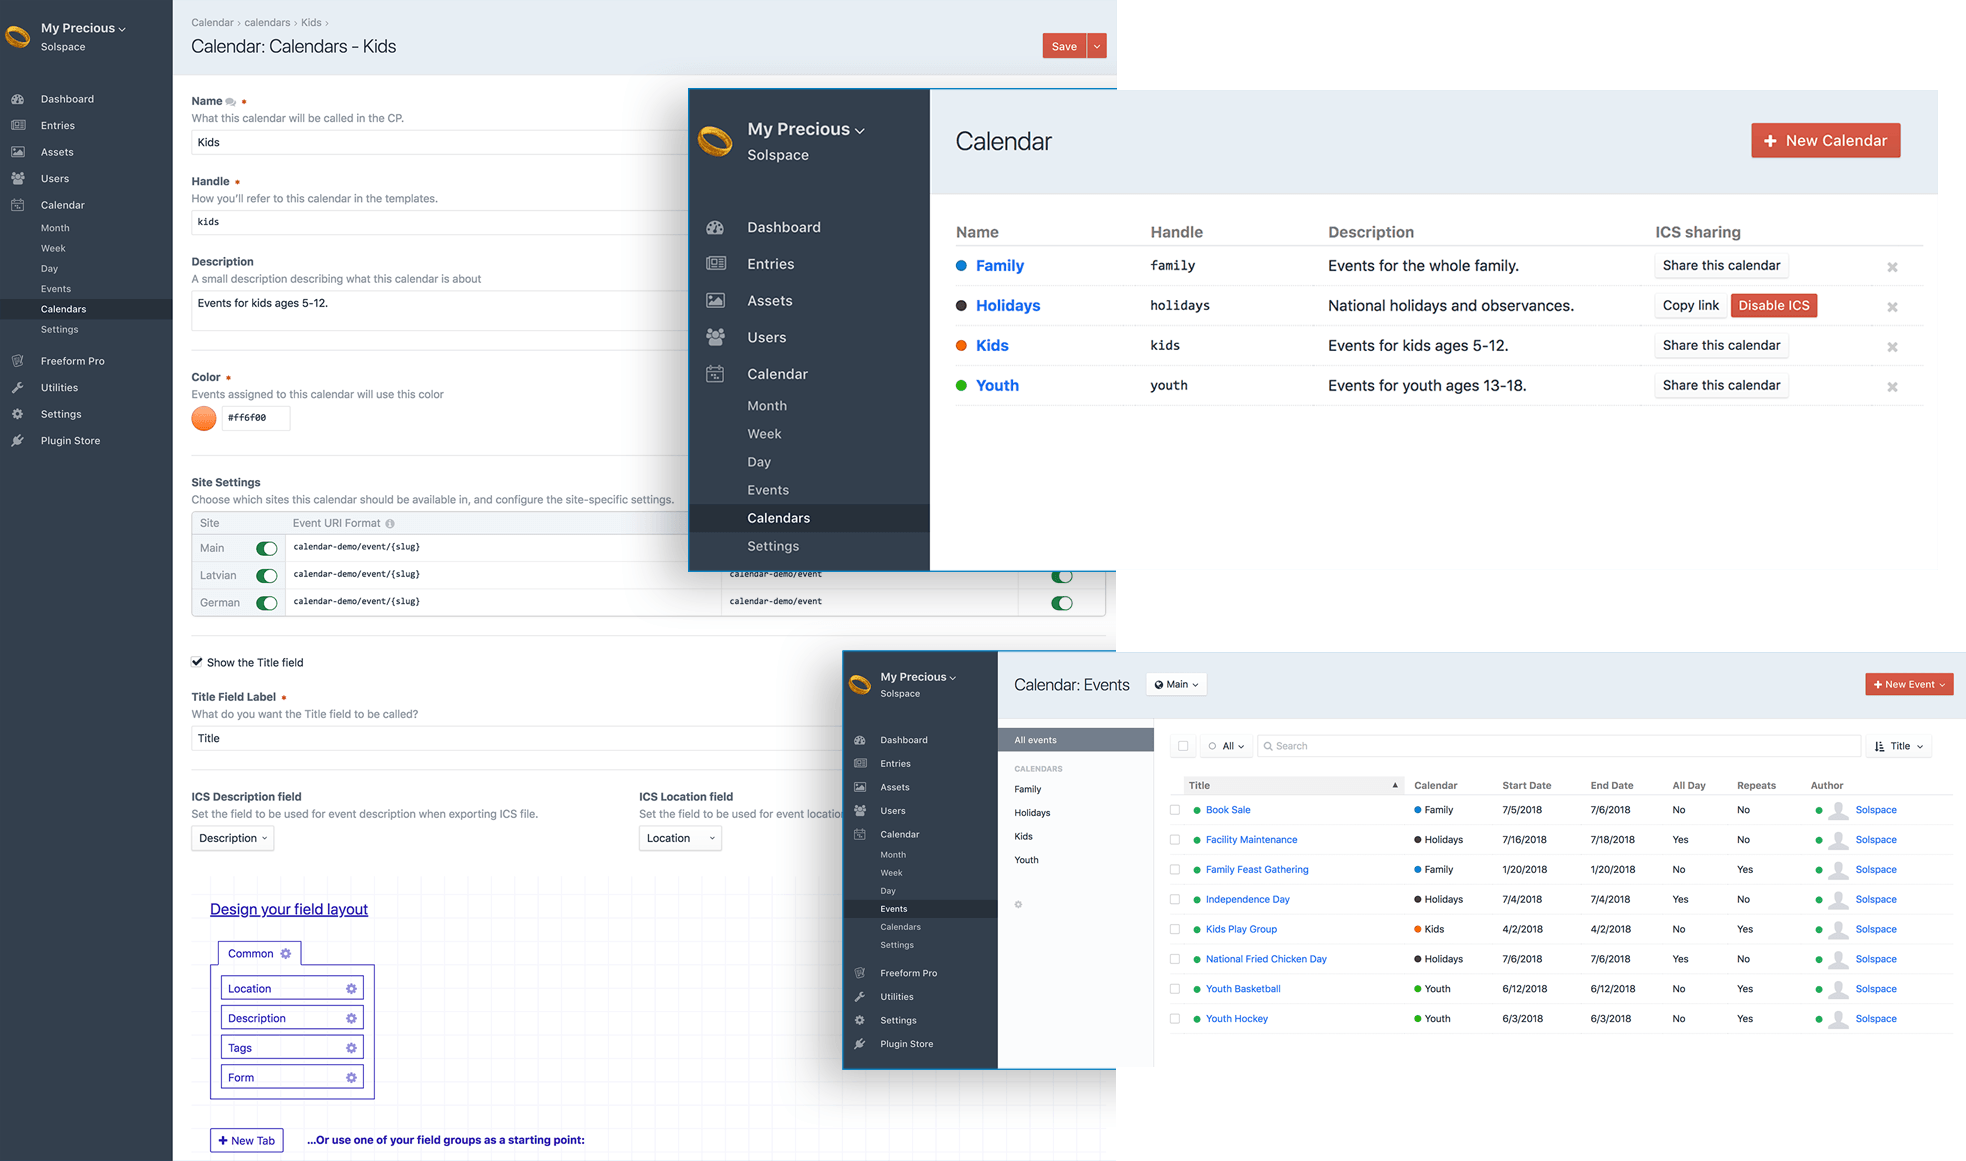 My Precious
Solspace
Dashboard
Entries
Assets
Users
Calendar
Month
Week
Day
Events
Calendars
Settings
Freeform Pro
Utilities
Settings
Plugin Store
Calendar › calendars › Kids ›
Calendar: Calendars - Kids
Save
Name
What this calendar will be called in the CP.
Kids
Handle
How you'll refer to this calendar in the templates.
kids
Description
A small description describing what this calendar is about
Events for kids ages 5-12.
Color
Events assigned to this calendar will use this color
#ff6f00
Site Settings
Choose which sites this calendar should be available in, and configure the site-specific settings.
Site Event URI Format
Main calendar-demo/event/{slug}
Latvian calendar-demo/event/{slug} calendar-demo/event
German calendar-demo/event/{slug} calendar-demo/event
Show the Title field
Title Field Label
What do you want the Title field to be called?
Title
ICS Description field
Set the field to be used for event description when exporting ICS file.
Description
ICS Location field
Set the field to be used for event location
Location
Design your field layout
Common
Location
Description
Tags
Form
+ New Tab
...Or use one of your field groups as a starting point:
My Precious
Solspace
Dashboard
Entries
Assets
Users
Calendar
Month
Week
Day
Events
Calendars
Settings
Calendar
+ New Calendar
Name Handle Description ICS sharing
Family family Events for the whole family. Share this calendar
Holidays holidays National holidays and observances. Copy link Disable ICS
Kids kids Events for kids ages 5-12. Share this calendar
Youth youth Events for youth ages 13-18. Share this calendar
My Precious
Solspace
Dashboard
Entries
Assets
Users
Calendar
Month
Week
Day
Events
Calendars
Settings
Freeform Pro
Utilities
Settings
Plugin Store
Calendar: Events
Main
+ New Event
All events
CALENDARS
Family
Holidays
Kids
Youth
All
Search
Title
Title Calendar Start Date End Date All Day Repeats Author
Book Sale Family 7/5/2018 7/6/2018 No No Solspace
Facility Maintenance Holidays 7/16/2018 7/18/2018 Yes No Solspace
Family Feast Gathering Family 1/20/2018 1/20/2018 No Yes Solspace
Independence Day Holidays 7/4/2018 7/4/2018 Yes No Solspace
Kids Play Group Kids 4/2/2018 4/2/2018 No Yes Solspace
National Fried Chicken Day Holidays 7/6/2018 7/6/2018 Yes No Solspace
Youth Basketball Youth 6/12/2018 6/12/2018 No Yes Solspace
Youth Hockey Youth 6/3/2018 6/3/2018 No Yes Solspace